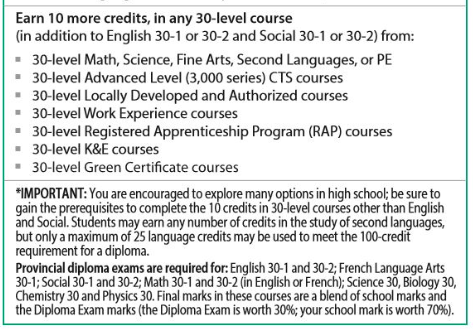 Earn 10 more credits, in any 30-level course
(in addition to English 30-1 or 30-2 and Social 30-1 or 30-2) from:
▪ 30-level Math, Science, Fine Arts, Second Languages, or PE
▪ 30-level Advanced Level (3,000 series) CTS courses
▪ 30-level Locally Developed and Authorized courses
▪ 30-level Work Experience courses
▪ 30-level Registered Apprenticeship Program (RAP) courses
▪ 30-level K&E courses
▪ 30-level Green Certificate courses
*IMPORTANT: You are encouraged to explore many options in high school; be sure to
gain the prerequisites to complete the 10 credits in 30-level courses other than English
and Social. Students may earn any number of credits in the study of second languages,
but only a maximum of 25 language credits may be used to meet the 100-credit
requirement for a diploma.
Provincial diploma exams are required for: English 30-1 and 30-2; French Language Arts
30-1; Social 30-1 and 30-2; Math 30-1 and 30-2 (in English or French); Science 30, Biology 30,
Chemistry 30 and Physics 30. Final marks in these courses are a blend of school marks and
the Diploma Exam marks (the Diploma Exam is worth 30%; your school mark is worth 70%).